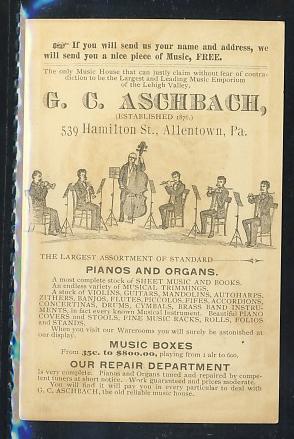 ☞ If you will send us your name and address, we
will send you a nice piece of Music, FREE.
The only Music House that can justly claim without fear of contra-
diction to be the Largest and Leading Music Emporium
of the Lehigh Valley.
G. C. ASCHBACH,
(ESTABLISHED 1876.)
539 Hamilton St., Allentown, Pa.
THE LARGEST ASSORTMENT OF STANDARD
PIANOS AND ORGANS.
A most complete stock of SHEET MUSIC AND BOOKS.
An endless variety of MUSICAL TRIMMINGS,
A stock of VIOLINS, GUITARS, MANDOLINS, AUTOHARPS,
ZITHERS, BANJOS, FLUTES, PICCOLOS, FIFES, ACCORDIONS,
CONCERTINAS, DRUMS, CYMBALS, BRASS BAND INSTRU-
MENTS, in fact every known Musical Instrument. Beautiful PIANO
COVERS and STOOLS, FINE MUSIC RACKS, ROLLS, FOLIOS
and STANDS.
When you visit our Warerooms you will surely be astonished at
our display.
MUSIC BOXES
From 35c. to $800.00, playing from 1 air to 600.
OUR REPAIR DEPARTMENT
Is very complete. Pianos and Organs tuned and repaired by compe-
tent tuners at short notice. Work guaranteed and prices moderate.
You will find it will pay you in every particular to deal with
G. C. ASCHBACH, the old reliable music house.